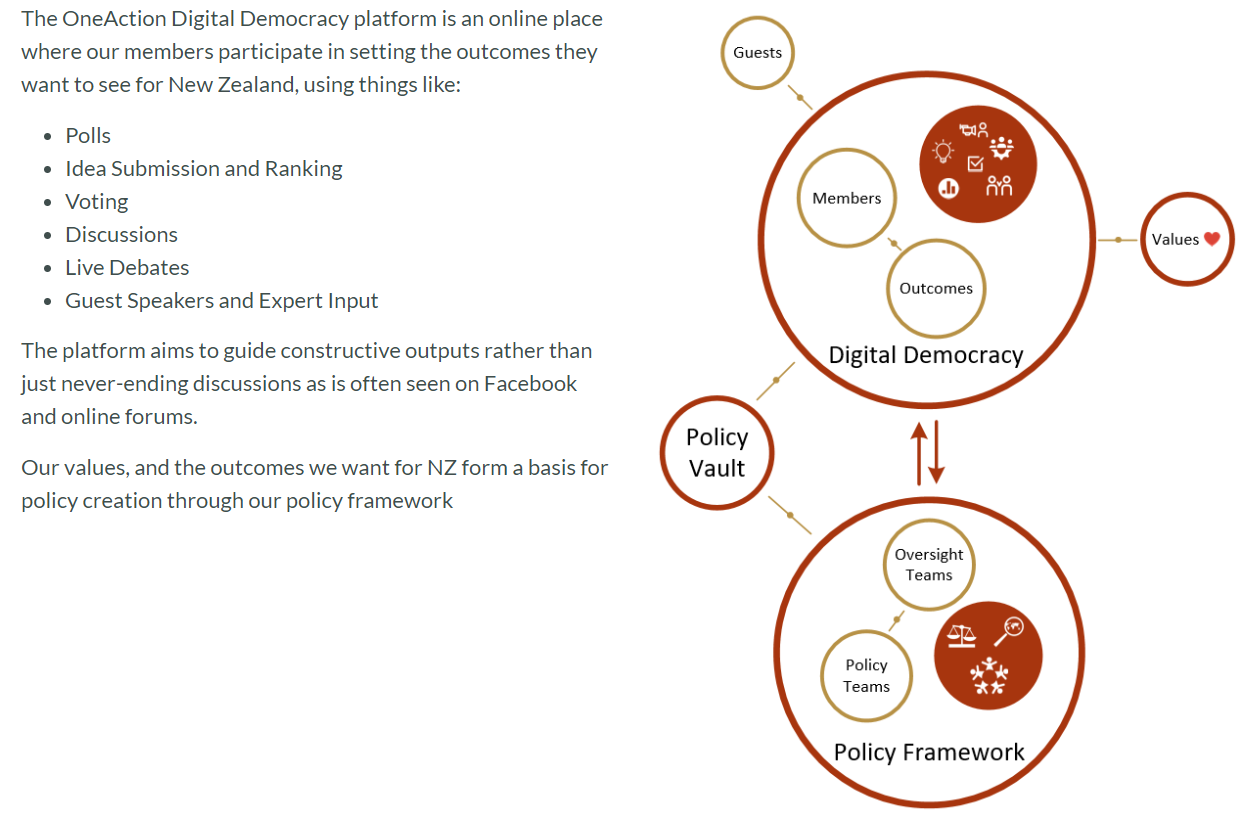 The OneAction Digital Democracy platform is an online place
where our members participate in setting the outcomes they
want to see for New Zealand, using things like:
• Polls
• Idea Submission and Ranking
• Voting
• Discussions
• Live Debates
• Guest Speakers and Expert Input
The platform aims to guide constructive outputs rather than
just never-ending discussions as is often seen on Facebook
and online forums.
Our values, and the outcomes we want for NZ form a basis for
policy creation through our policy framework
Guests
Members
Outcomes
Digital Democracy
Values ❤
Policy
Vault
Oversight
Teams
Policy
Teams
Policy Framework